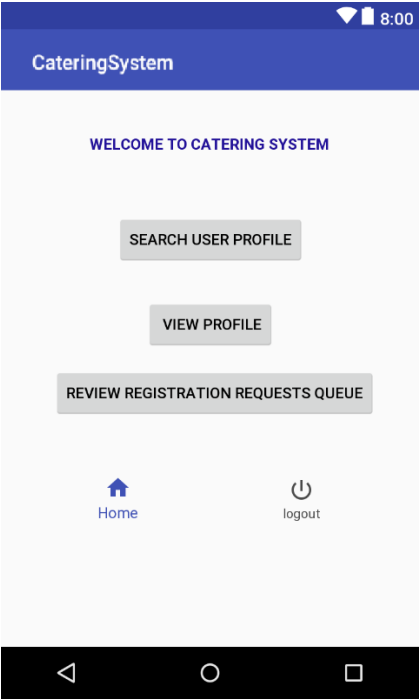 8:00
CateringSystem
WELCOME TO CATERING SYSTEM
SEARCH USER PROFILE
VIEW PROFILE
REVIEW REGISTRATION REQUESTS QUEUE
Home
logout